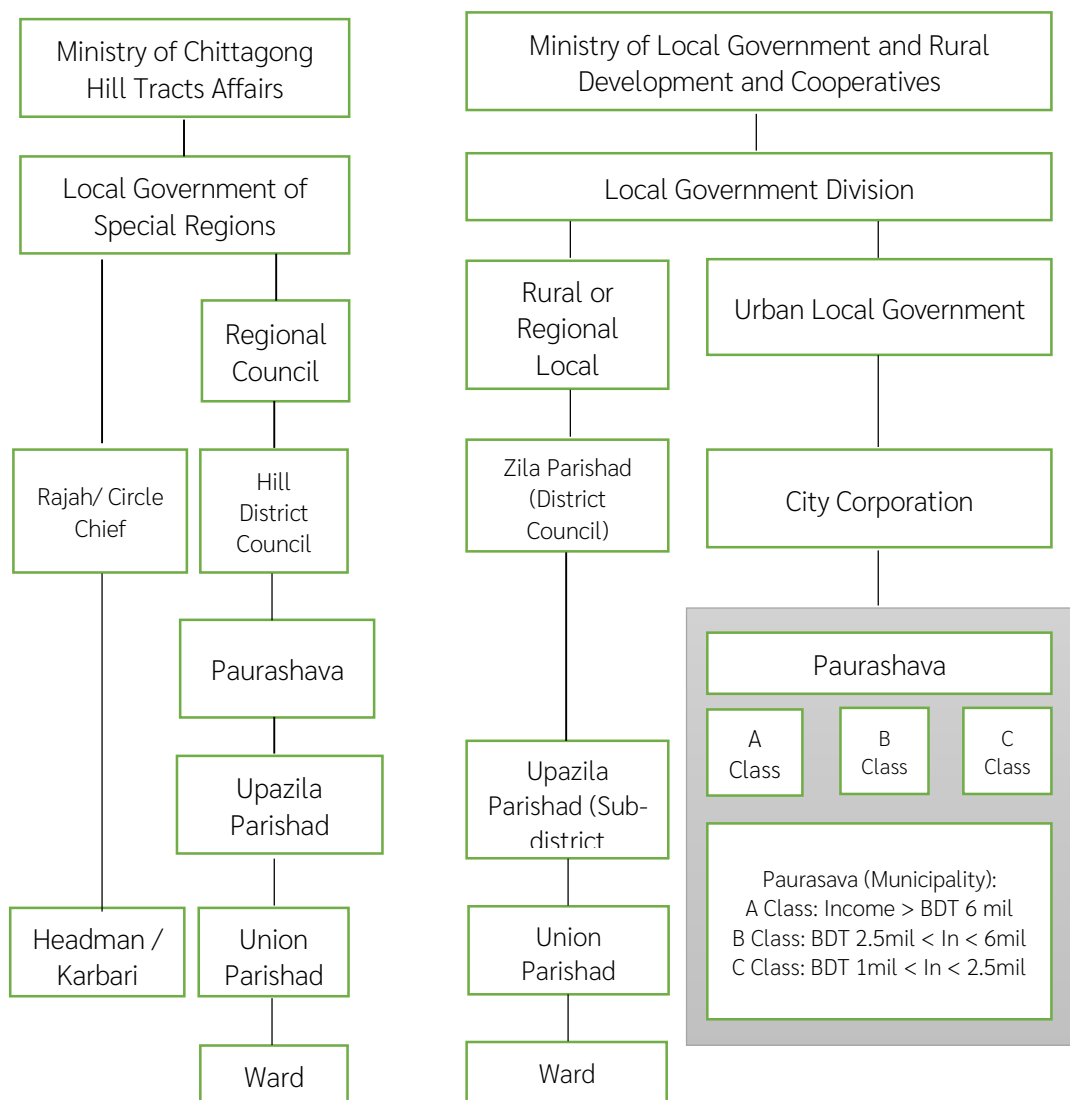 Ministry of Chittagong
Hill Tracts Affairs
Local Government of
Special Regions
Regional
Council
Rajah/ Circle
Chief
Hill
District
Council
Paurashava
Upazila
Parishad
Headman /
Karbari
Union
Parishad
Ward
Ministry of Local Government and Rural
Development and Cooperatives
Local Government Division
Rural or
Regional
Local
Urban Local Government
Zila Parishad
(District
Council)
City Corporation
Upazila
Parishad (Sub-
district
Union
Parishad
Ward
Paurashava
A
Class
B
Class
C
Class
Paurasava (Municipality):
A Class: Income > BDT 6 mil
B Class: BDT 2.5mil < In < 6mil
C Class: BDT 1mil < In < 2.5mil